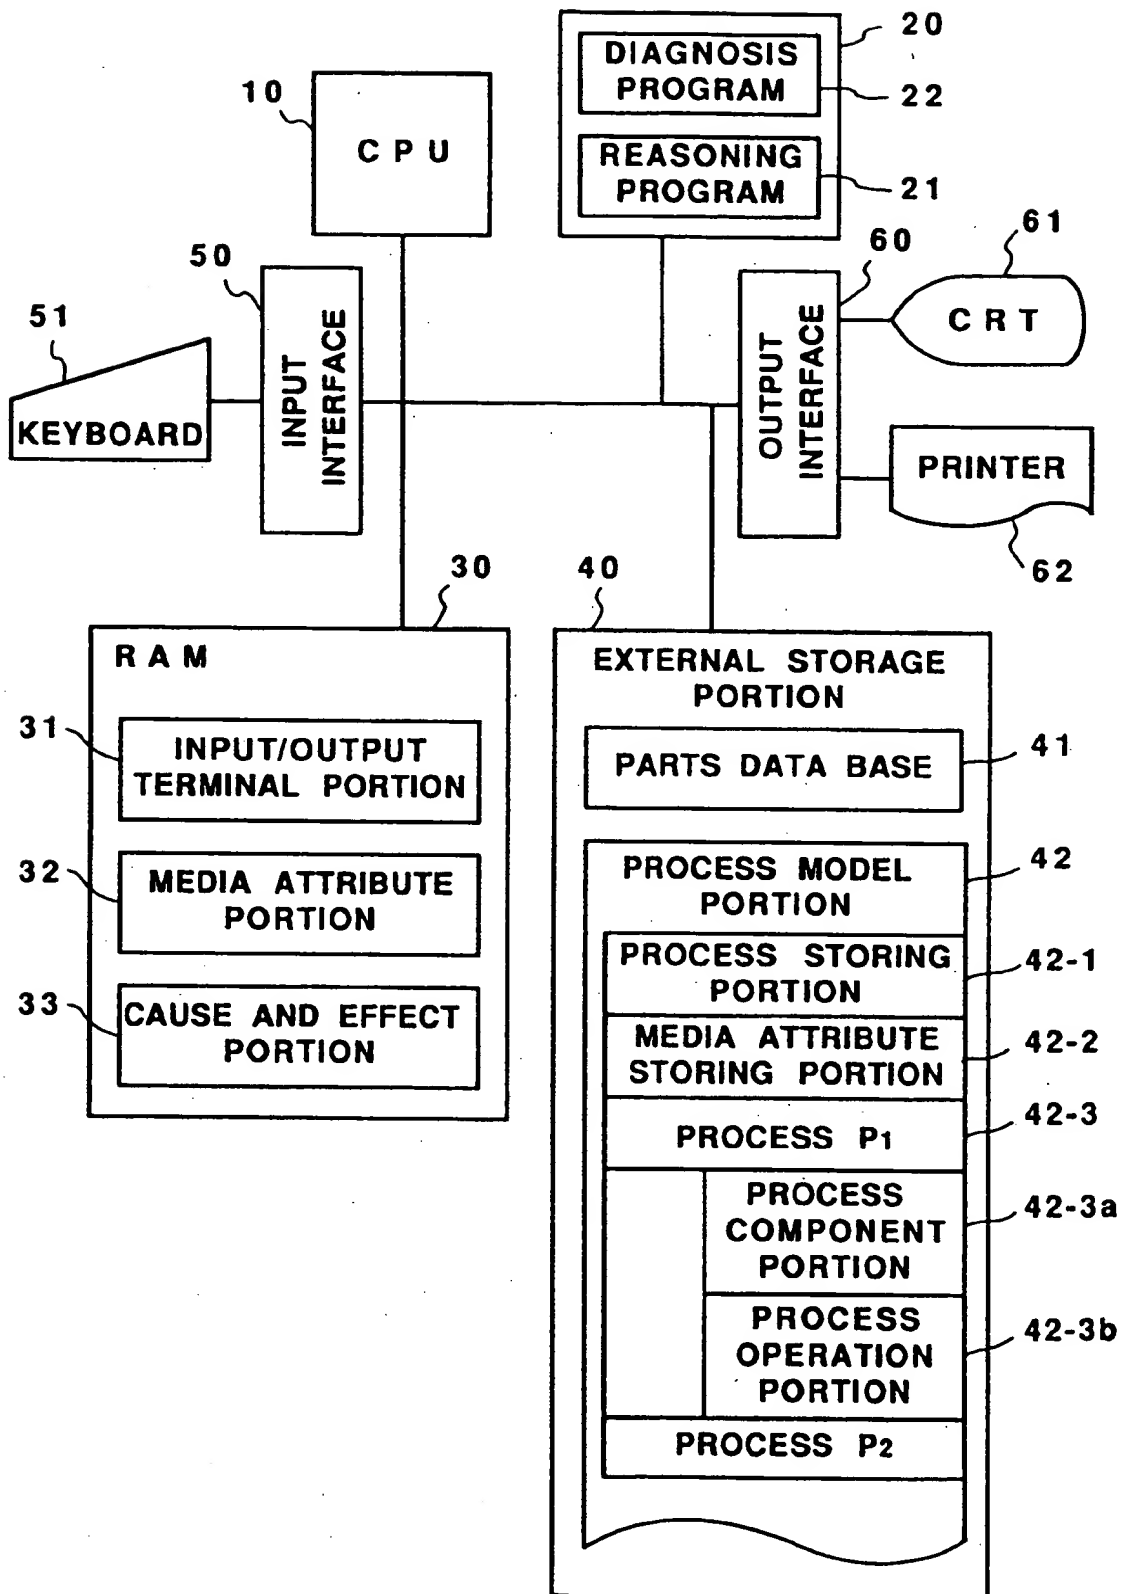 20
DIAGNOSIS
PROGRAM
22
REASONING
PROGRAM
21
10
C P U
50
INPUT
INTERFACE
51
KEYBOARD
60
OUTPUT
INTERFACE
61
C R T
PRINTER
62
30
R A M
31
INPUT/OUTPUT
TERMINAL PORTION
32
MEDIA ATTRIBUTE
PORTION
33
CAUSE AND EFFECT
PORTION
40
EXTERNAL STORAGE
PORTION
41
PARTS DATA BASE
42
PROCESS MODEL
PORTION
PROCESS STORING
PORTION
42-1
MEDIA ATTRIBUTE
STORING PORTION
42-2
PROCESS P1
42-3
PROCESS
COMPONENT
PORTION
42-3a
PROCESS
OPERATION
PORTION
42-3b
PROCESS P2